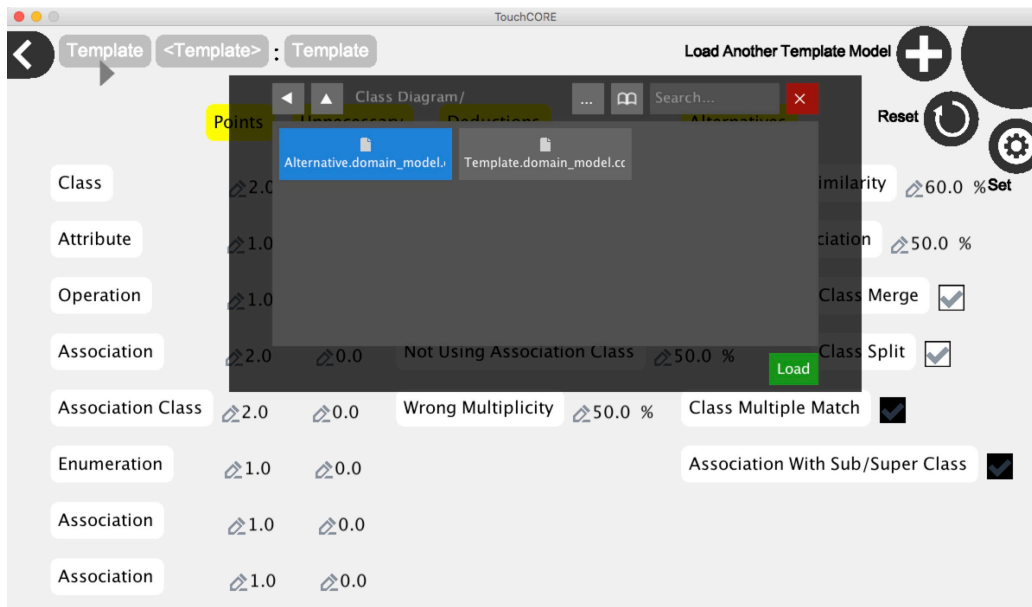 TouchCORE
Template <Template> : Template
Load Another Template Model
Class Diagram/ ... Search...
Points Unnecessary Deductions Alternatives Reset
Alternative.domain_model. Template.domain_model.cc
Class 2.0 imilarity 60.0 % Set
Attribute 1.0 ciation 50.0 %
Operation 1.0 Class Merge
Association 2.0 0.0 Not Using Association Class 50.0 % Class Split
Load
Association Class 2.0 0.0 Wrong Multiplicity 50.0 % Class Multiple Match
Enumeration 1.0 0.0 Association With Sub/Super Class
Association 1.0 0.0
Association 1.0 0.0